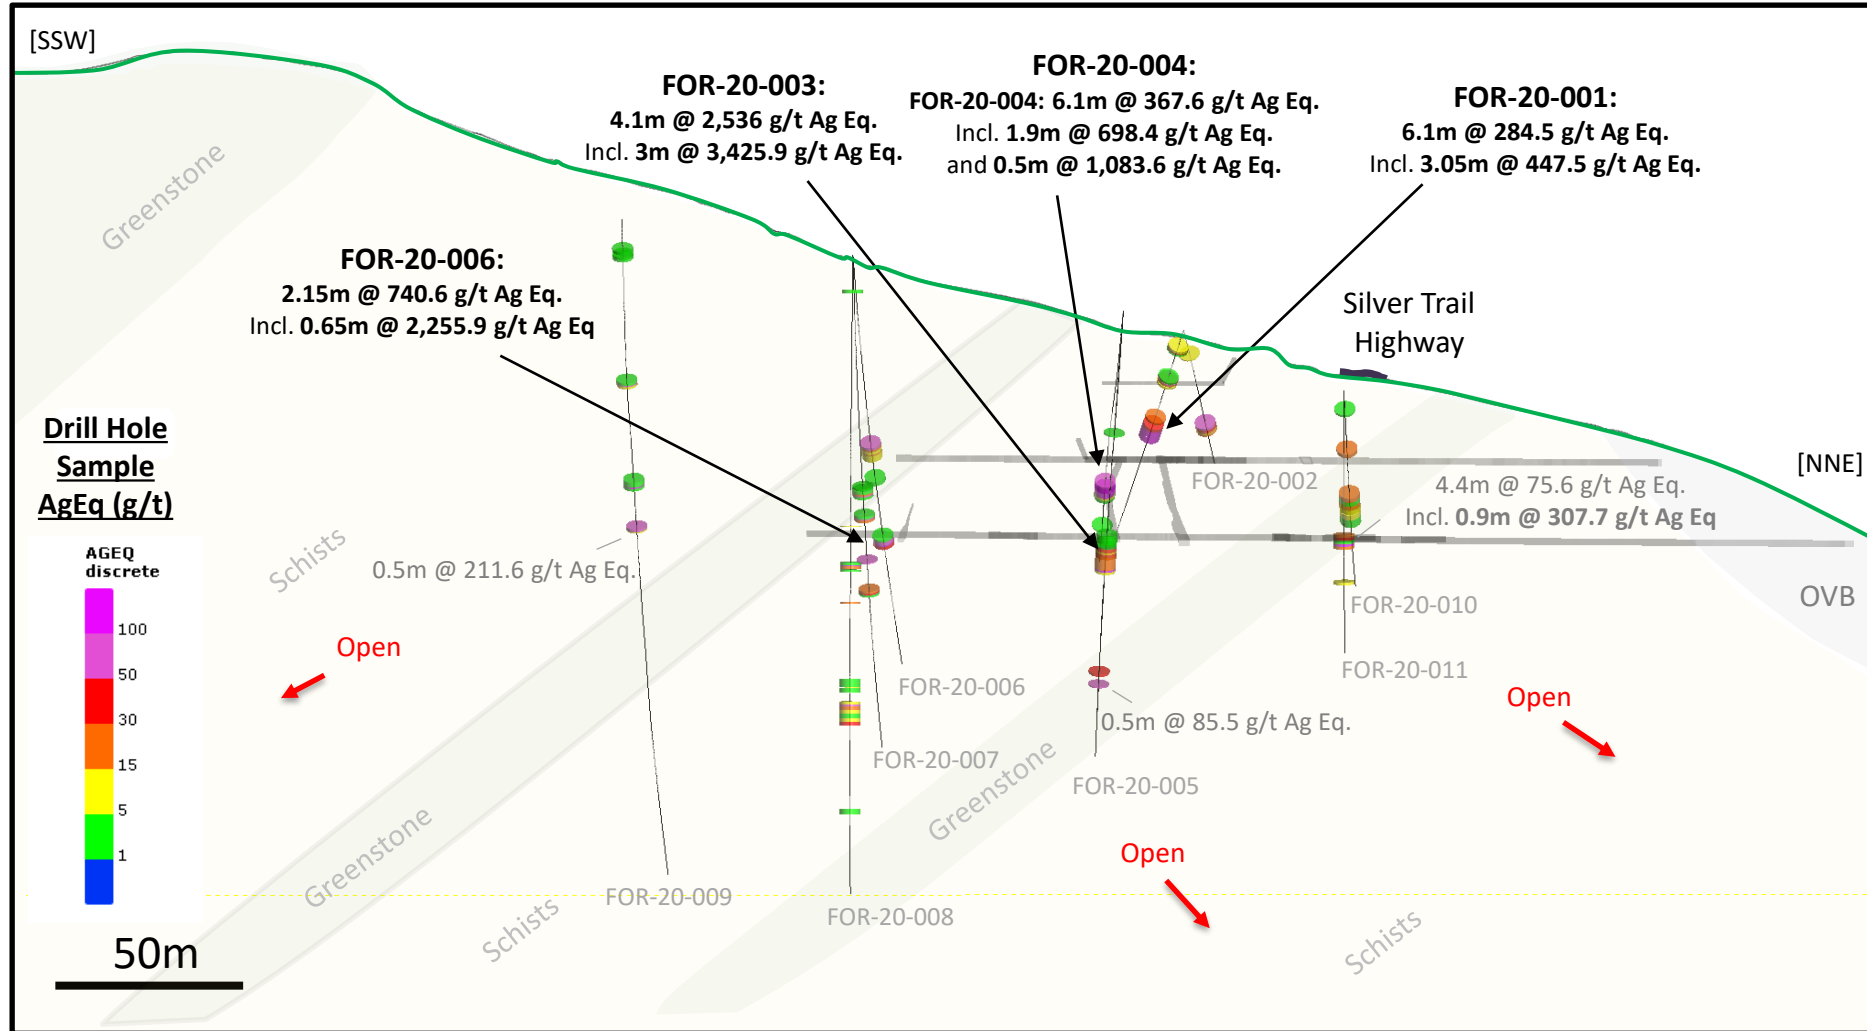 [SSW]
FOR-20-003:
4.1m @ 2,536 g/t Ag Eq.
Incl. 3m @ 3,425.9 g/t Ag Eq.
FOR-20-004:
FOR-20-004: 6.1m @ 367.6 g/t Ag Eq.
Incl. 1.9m @ 698.4 g/t Ag Eq.
and 0.5m @ 1,083.6 g/t Ag Eq.
FOR-20-001:
6.1m @ 284.5 g/t Ag Eq.
Incl. 3.05m @ 447.5 g/t Ag Eq.
Greenstone
FOR-20-006:
2.15m @ 740.6 g/t Ag Eq.
Incl. 0.65m @ 2,255.9 g/t Ag Eq
Silver Trail
Highway
[NNE]
Drill Hole
Sample
AgEq (g/t)
AGEQ
discrete
100
50
30
15
5
1
50m
Schists
0.5m @ 211.6 g/t Ag Eq.
Open
FOR-20-002
4.4m @ 75.6 g/t Ag Eq.
Incl. 0.9m @ 307.7 g/t Ag Eq
OVB
FOR-20-010
FOR-20-011
FOR-20-006
Open
0.5m @ 85.5 g/t Ag Eq.
FOR-20-007
FOR-20-005
Greenstone
Greenstone
Open
FOR-20-009
FOR-20-008
Schists
Schists